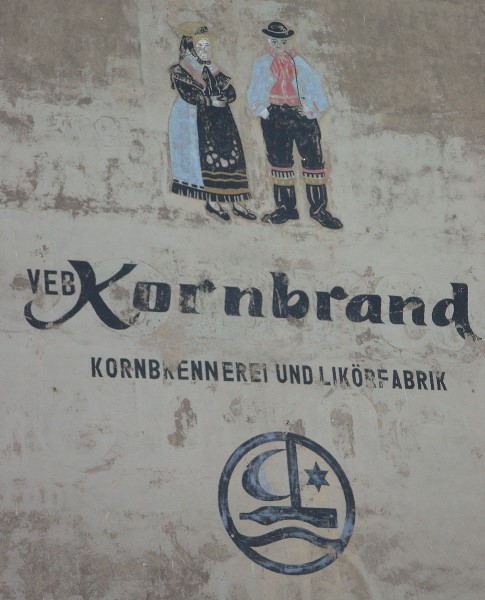 VEB Kornbrand
KORNBRENNEREI UND LIKÖRFABRIK